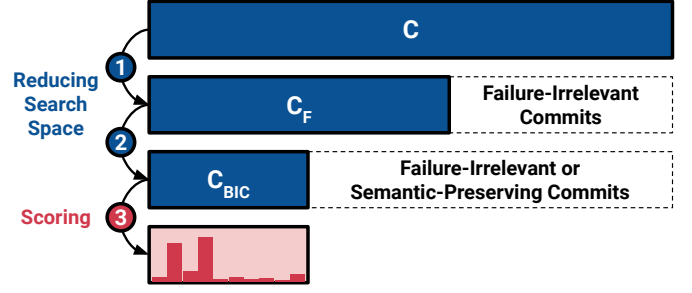 C
1
Reducing
Search
Space
C_F
Failure-Irrelevant
Commits
2
C_BIC
Failure-Irrelevant or
Semantic-Preserving Commits
Scoring
3